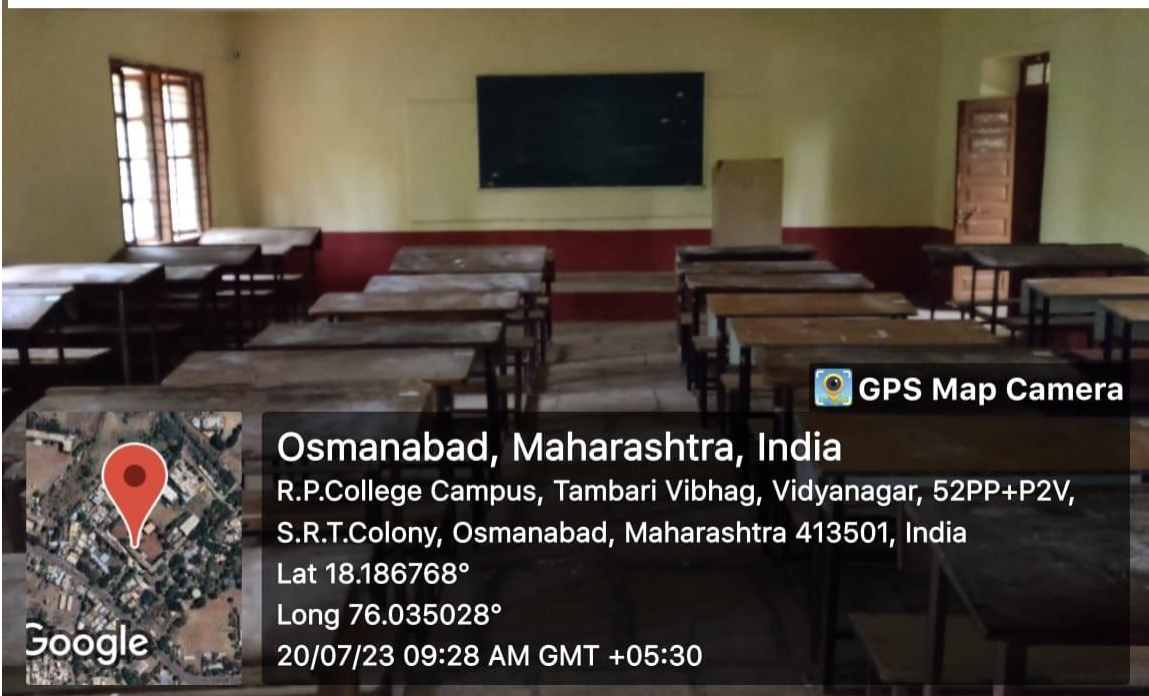 GPS Map Camera
Osmanabad, Maharashtra, India
R.P.College Campus, Tambari Vibhag, Vidyanagar, 52PP+P2V,
S.R.T.Colony, Osmanabad, Maharashtra 413501, India
Lat 18.186768°
Long 76.035028°
20/07/23 09:28 AM GMT +05:30
Google